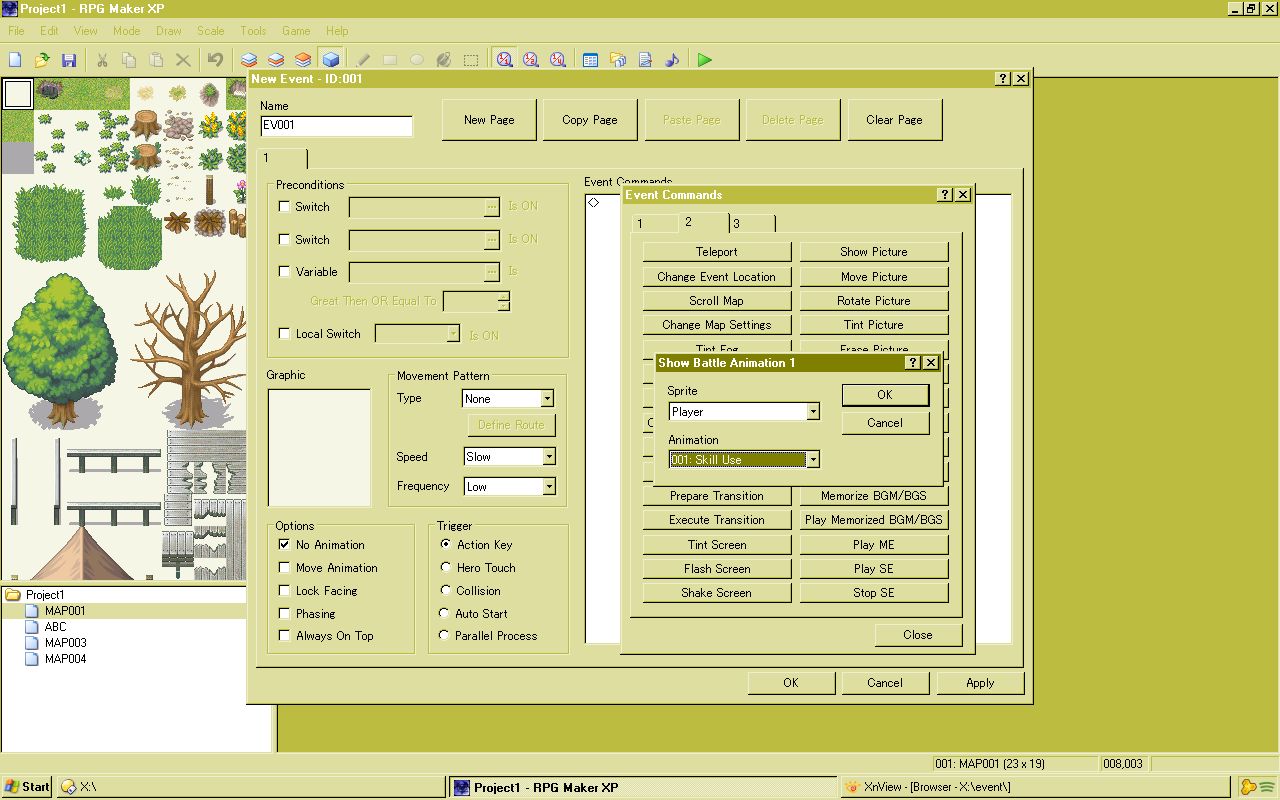 Project1 - RPG Maker XP
File Edit View Mode Draw Scale Tools Game Help
New Event - ID:001
Name
EV001
New Page
Copy Page
Paste Page
Delete Page
Clear Page
1
Preconditions
Switch
Is ON
Switch
Is ON
Variable
Is
Great Then OR Equal To
Local Switch
Is ON
Graphic
Movement Pattern
Type
None
Define Route
Speed
Slow
Frequency
Low
Options
No Animation
Move Animation
Lock Facing
Phasing
Always On Top
Trigger
Action Key
Hero Touch
Collision
Auto Start
Parallel Process
Event Commands
Event Commands
1 2 3
Teleport
Show Picture
Change Event Location
Move Picture
Scroll Map
Rotate Picture
Change Map Settings
Tint Picture
Tint Fog
Erase Picture
Show Battle Animation 1
Sprite
Player
OK
Cancel
Animation
001: Skill Use
Prepare Transition
Memorize BGM/BGS
Execute Transition
Play Memorized BGM/BGS
Tint Screen
Play ME
Flash Screen
Play SE
Shake Screen
Stop SE
Close
OK
Cancel
Apply
Project1
MAP001
ABC
MAP003
MAP004
001: MAP001 (23 x 19)
008,003
Start
X:\
Project1 - RPG Maker XP
XnView - [Browser - X:\event\]